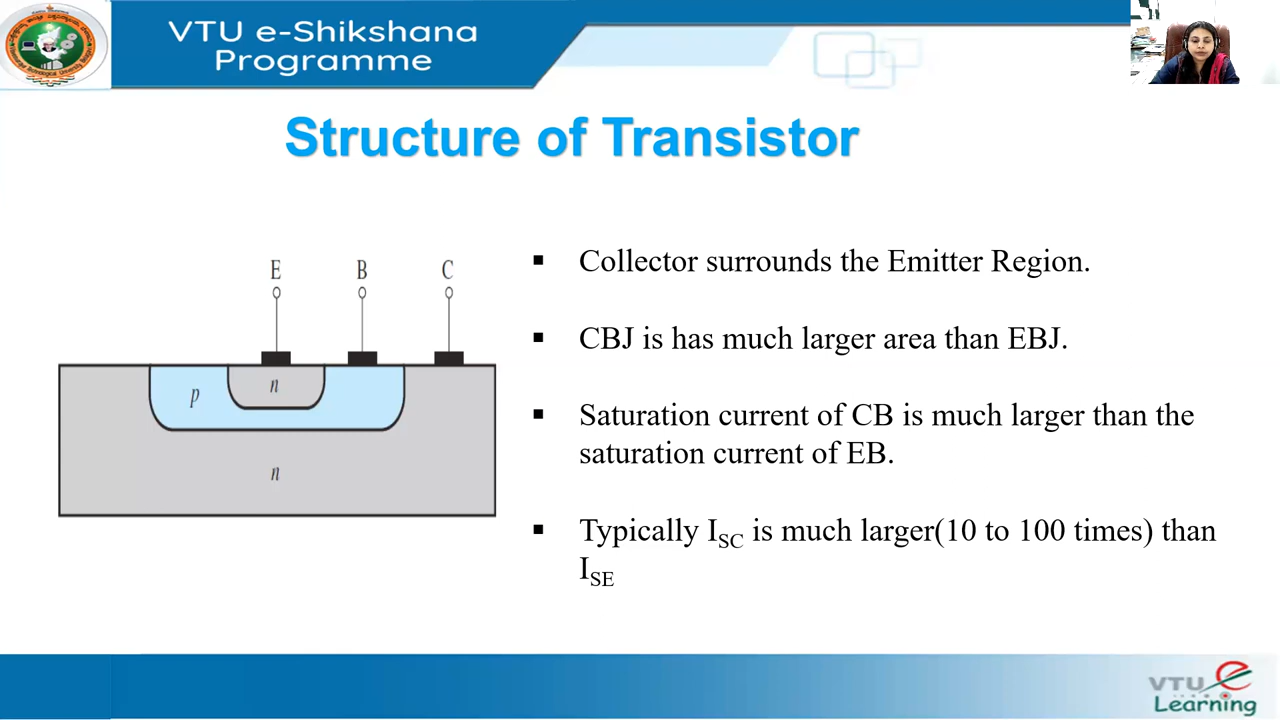 VTU e-Shikshana
Programme
Structure of Transistor
E B C
n
p
n
▪ Collector surrounds the Emitter Region.
▪ CBJ is has much larger area than EBJ.
▪ Saturation current of CB is much larger than the
saturation current of EB.
▪ Typically I_SC is much larger(10 to 100 times) than
I_SE
VTU e
Learning